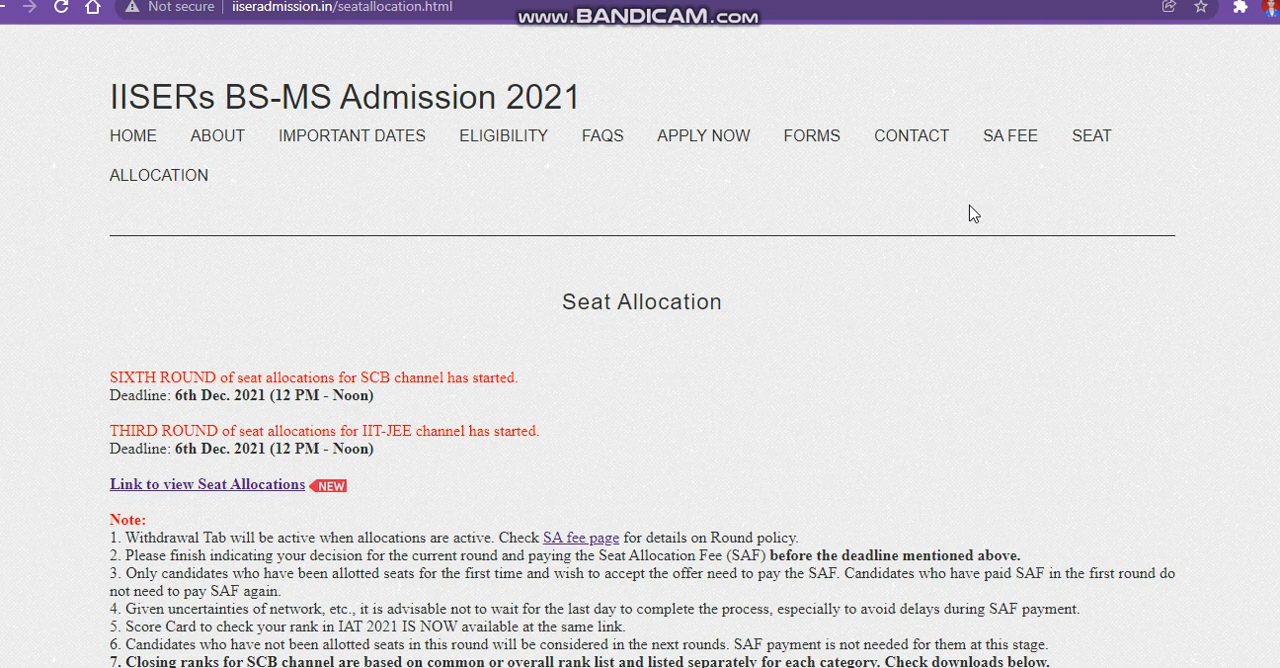 Not secure | iiseradmission.in/seatallocation.html
www.BANDICAM.com
IISERs BS-MS Admission 2021
HOME ABOUT IMPORTANT DATES ELIGIBILITY FAQS APPLY NOW FORMS CONTACT SA FEE SEAT
ALLOCATION
Seat Allocation
SIXTH ROUND of seat allocations for SCB channel has started.
Deadline: 6th Dec. 2021 (12 PM - Noon)
THIRD ROUND of seat allocations for IIT-JEE channel has started.
Deadline: 6th Dec. 2021 (12 PM - Noon)
Link to view Seat Allocations NEW
Note:
1. Withdrawal Tab will be active when allocations are active. Check SA fee page for details on Round policy.
2. Please finish indicating your decision for the current round and paying the Seat Allocation Fee (SAF) before the deadline mentioned above.
3. Only candidates who have been allotted seats for the first time and wish to accept the offer need to pay the SAF. Candidates who have paid SAF in the first round do
not need to pay SAF again.
4. Given uncertainties of network, etc., it is advisable not to wait for the last day to complete the process, especially to avoid delays during SAF payment.
5. Score Card to check your rank in IAT 2021 IS NOW available at the same link.
6. Candidates who have not been allotted seats in this round will be considered in the next rounds. SAF payment is not needed for them at this stage.
7. Closing ranks for SCB channel are based on common or overall rank list and listed separately for each category. Check downloads below.